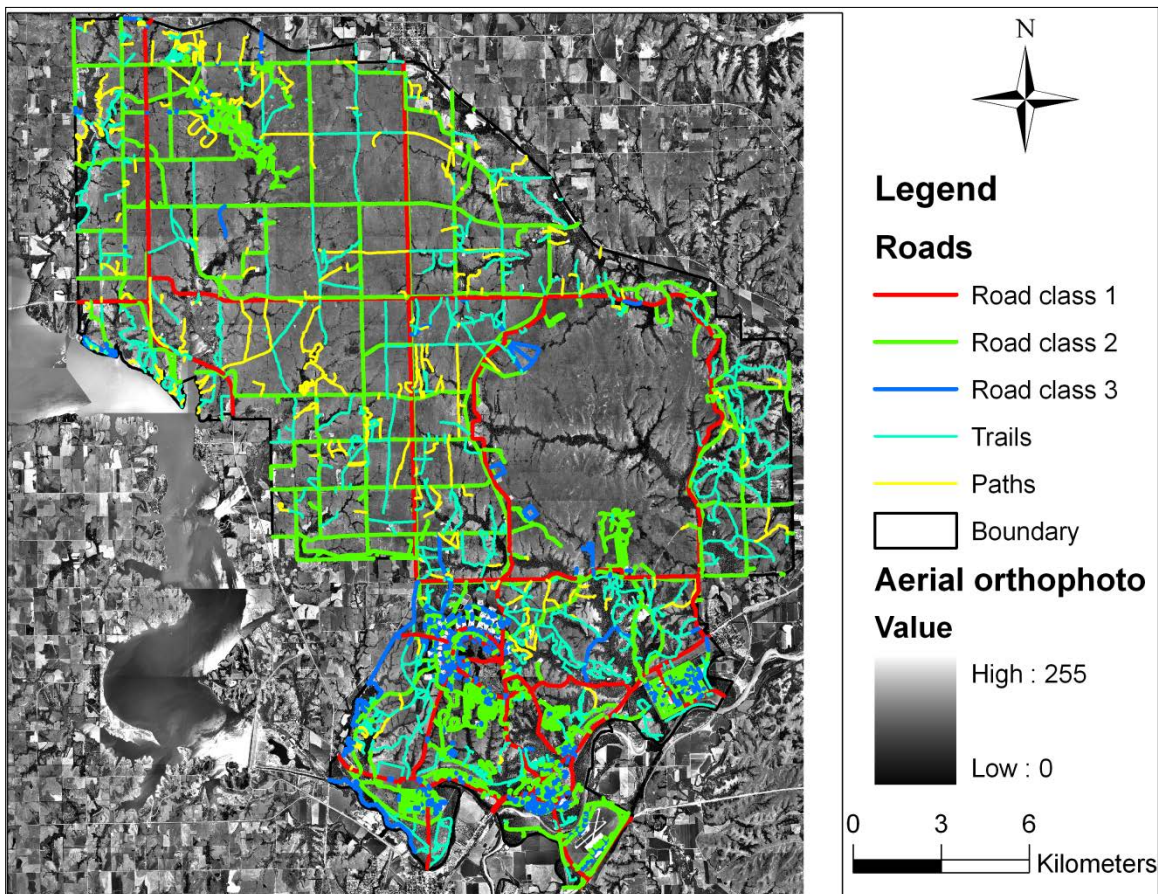 N
Legend
Roads
Road class 1
Road class 2
Road class 3
Trails
Paths
Boundary
Aerial orthophoto
Value
High : 255
Low : 0
0 3 6
Kilometers